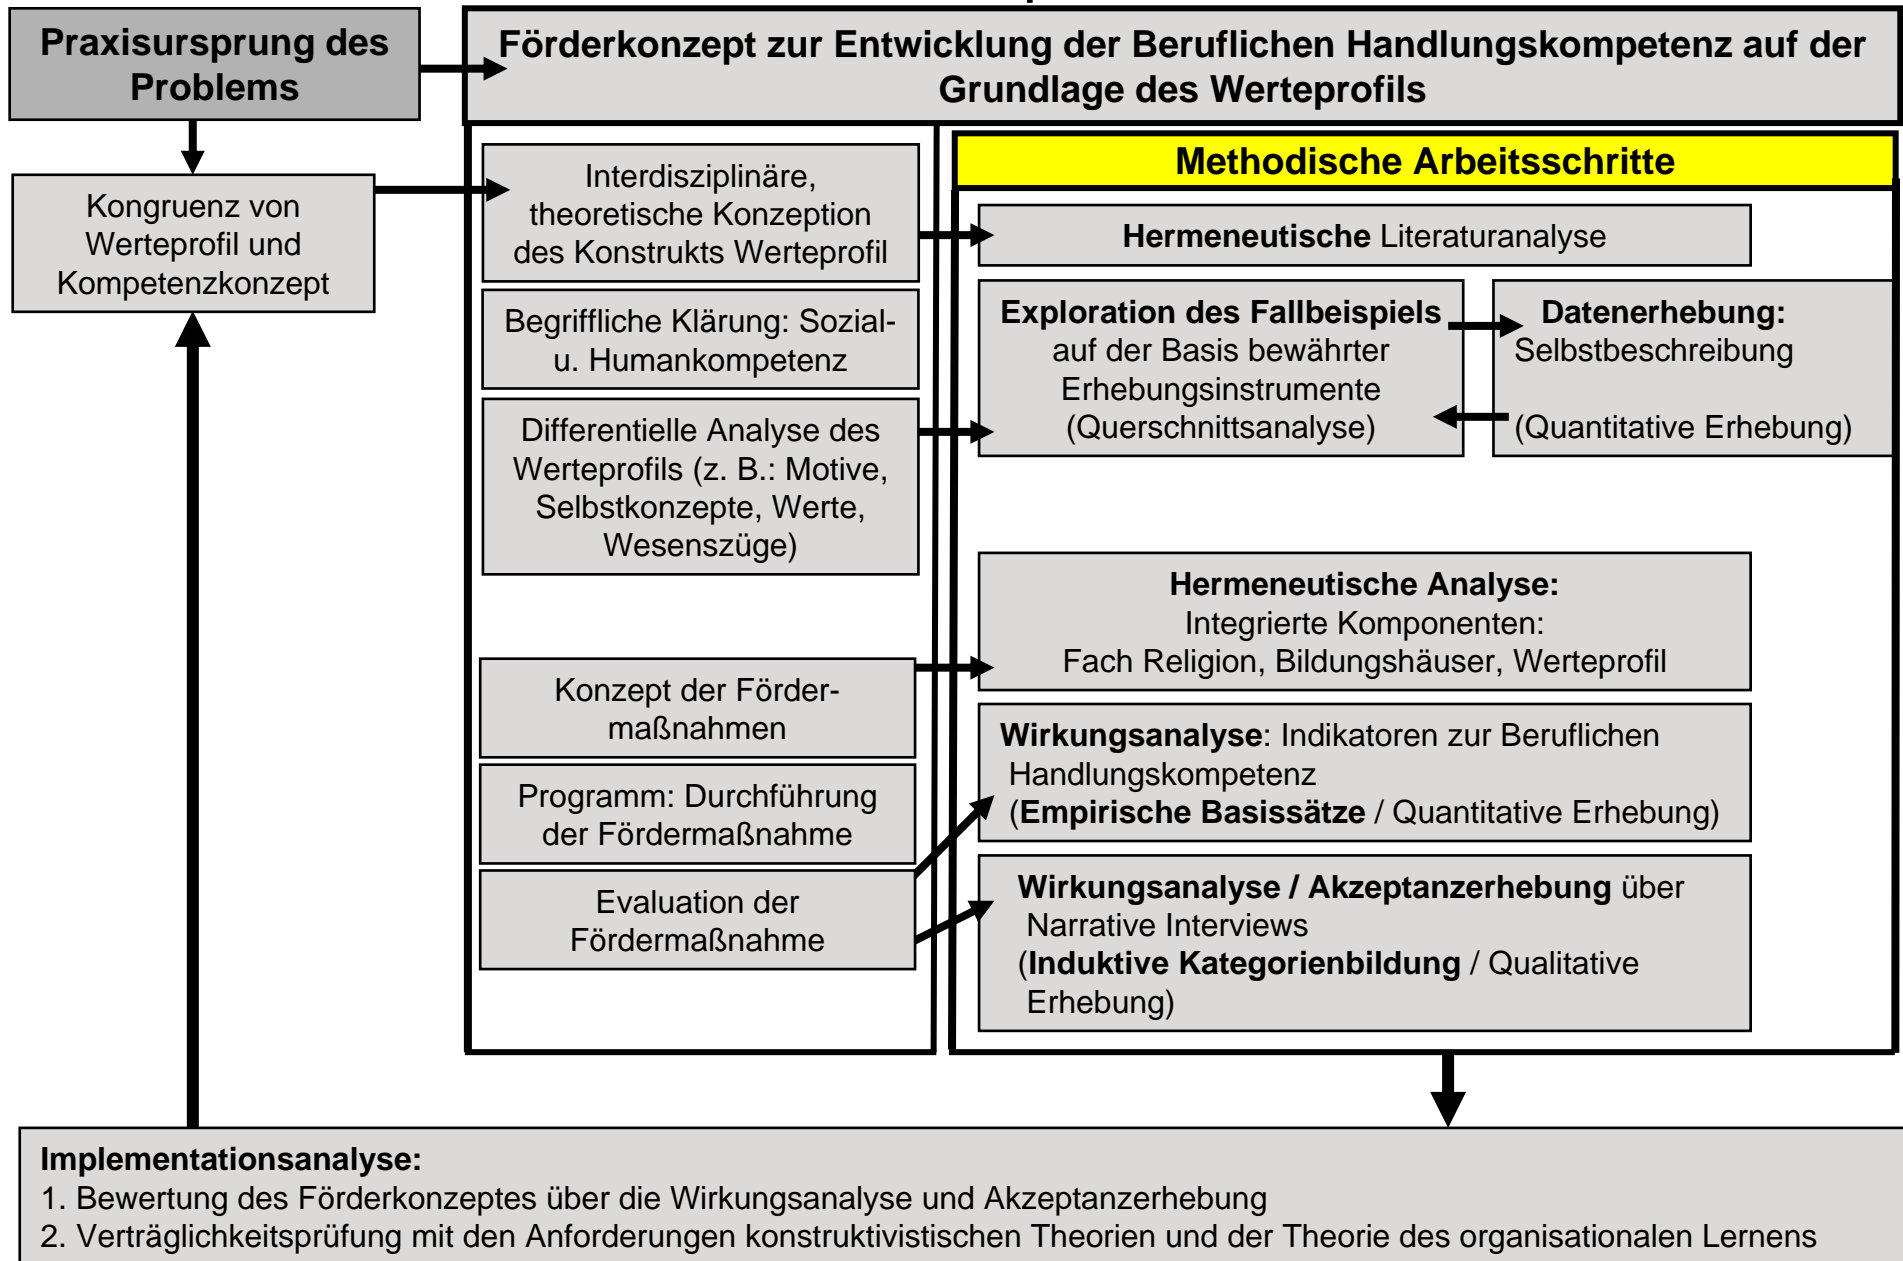 Praxisursprung des
Problems
Förderkonzept zur Entwicklung der Beruflichen Handlungskompetenz auf der
Grundlage des Werteprofils
Kongruenz von
Werteprofil und
Kompetenzkonzept
Interdisziplinäre,
theoretische Konzeption
des Konstrukts Werteprofil
Begriffliche Klärung: Sozial-
u. Humankompetenz
Differentielle Analyse des
Werteprofils (z. B.: Motive,
Selbstkonzepte, Werte,
Wesenszüge)
Konzept der Förder-
maßnahmen
Programm: Durchführung
der Fördermaßnahme
Evaluation der
Fördermaßnahme
Methodische Arbeitsschritte
Hermeneutische Literaturanalyse
Exploration des Fallbeispiels
auf der Basis bewährter
Erhebungsinstrumente
(Querschnittsanalyse)
Datenerhebung:
Selbstbeschreibung
(Quantitative Erhebung)
Hermeneutische Analyse:
Integrierte Komponenten:
Fach Religion, Bildungshäuser, Werteprofil
Wirkungsanalyse: Indikatoren zur Beruflichen
Handlungskompetenz
(Empirische Basissätze / Quantitative Erhebung)
Wirkungsanalyse / Akzeptanzerhebung über
Narrative Interviews
(Induktive Kategorienbildung / Qualitative
Erhebung)
Implementationsanalyse:
1. Bewertung des Förderkonzeptes über die Wirkungsanalyse und Akzeptanzerhebung
2. Verträglichkeitsprüfung mit den Anforderungen konstruktivistischen Theorien und der Theorie des organisationalen Lernens